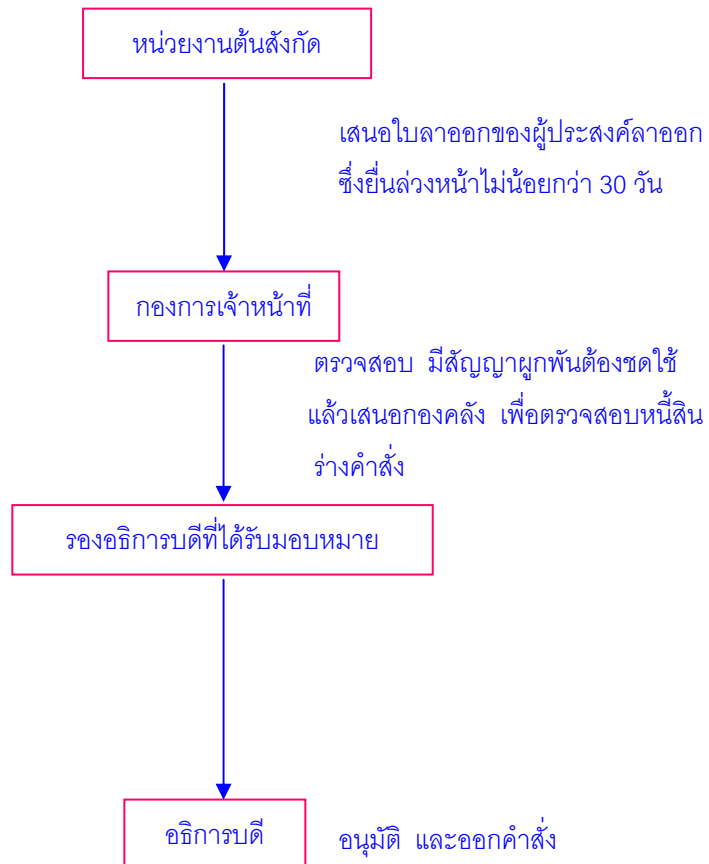 หน่วยงานต้นสังกัด
เสนอใบลาออกของผู้ประสงค์ลาออก
ซึ่งยื่นล่วงหน้าไม่น้อยกว่า 30 วัน
กองการเจ้าหน้าที่
ตรวจสอบ มีสัญญาผูกพันต้องชดใช้
แล้วเสนอกองคลัง เพื่อตรวจสอบหนี้สิน
ร่างคำสั่ง
รองอธิการบดีที่ได้รับมอบหมาย
อธิการบดี
อนุมัติ และออกคำสั่ง